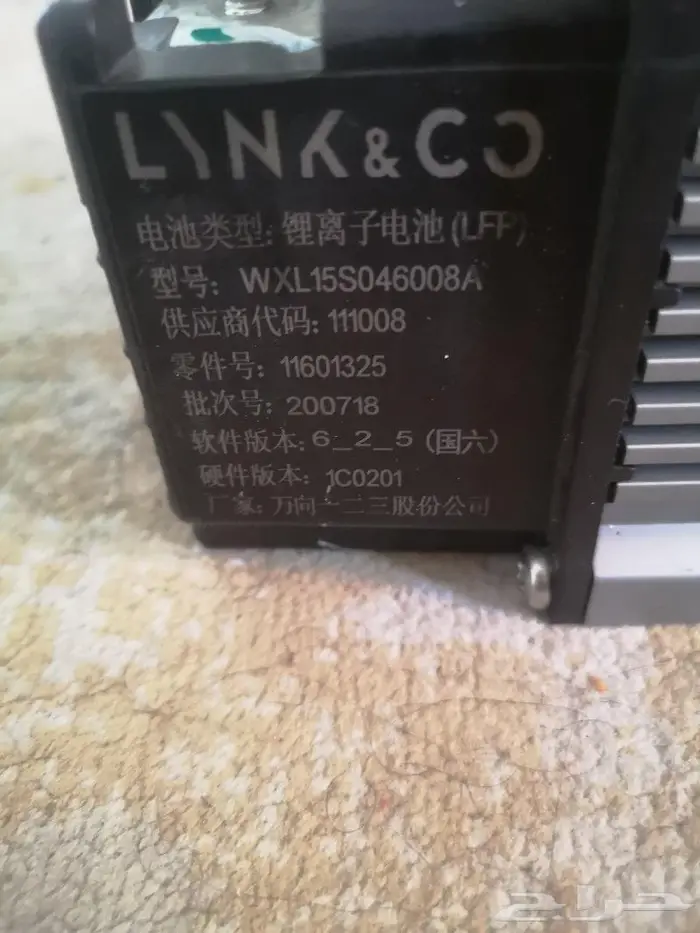 LYNK & CO
电池类型: 锂离子电池(LFP)
型号: WXL15S046008A
供应商代码: 111008
零件号: 11601325
批次号: 200718
软件版本: 6_2_5 (国六)
硬件版本: 1C0201
厂家: 万向一二三股份公司
حراج